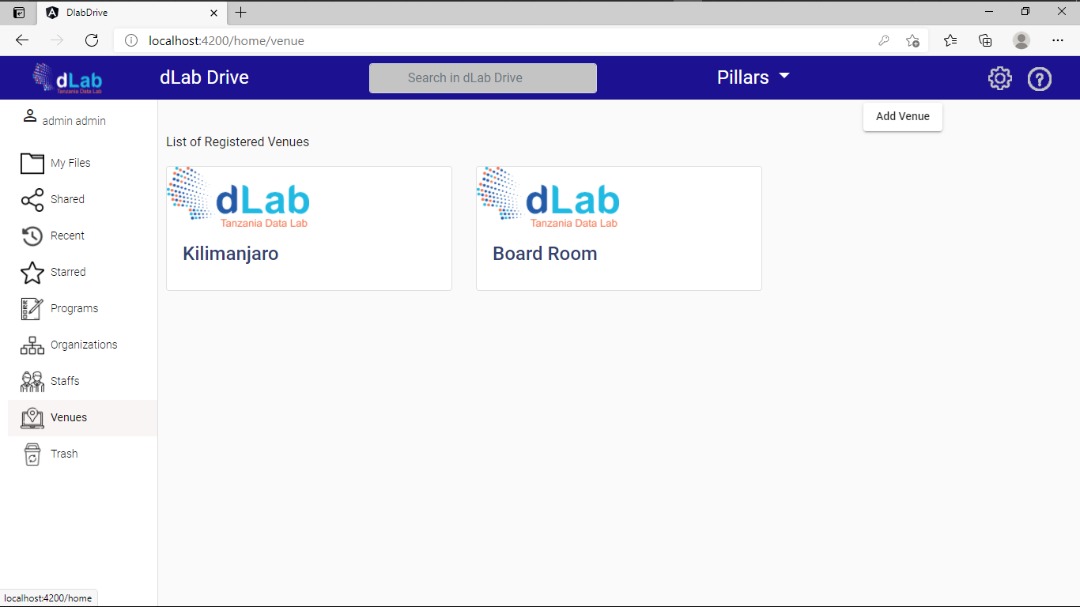 DlabDrive
localhost:4200/home/venue
dLab
Tanzania Data Lab
dLab Drive
Search in dLab Drive
Pillars
admin admin
My Files
Shared
Recent
Starred
Programs
Organizations
Staffs
Venues
Trash
Add Venue
List of Registered Venues
dLab
Tanzania Data Lab
Kilimanjaro
dLab
Tanzania Data Lab
Board Room
localhost:4200/home